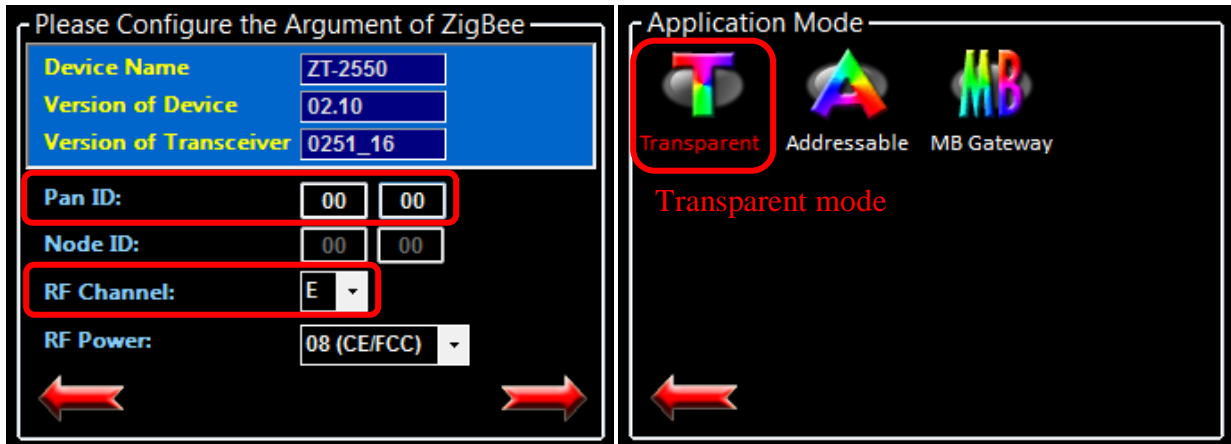 Please Configure the Argument of ZigBee
Device Name ZT-2550
Version of Device 02.10
Version of Transceiver 0251_16
Pan ID: 00 00
Node ID: 00 00
RF Channel: E
RF Power: 08 (CE/FCC)
Application Mode
T A MB
Transparent Addressable MB Gateway
Transparent mode